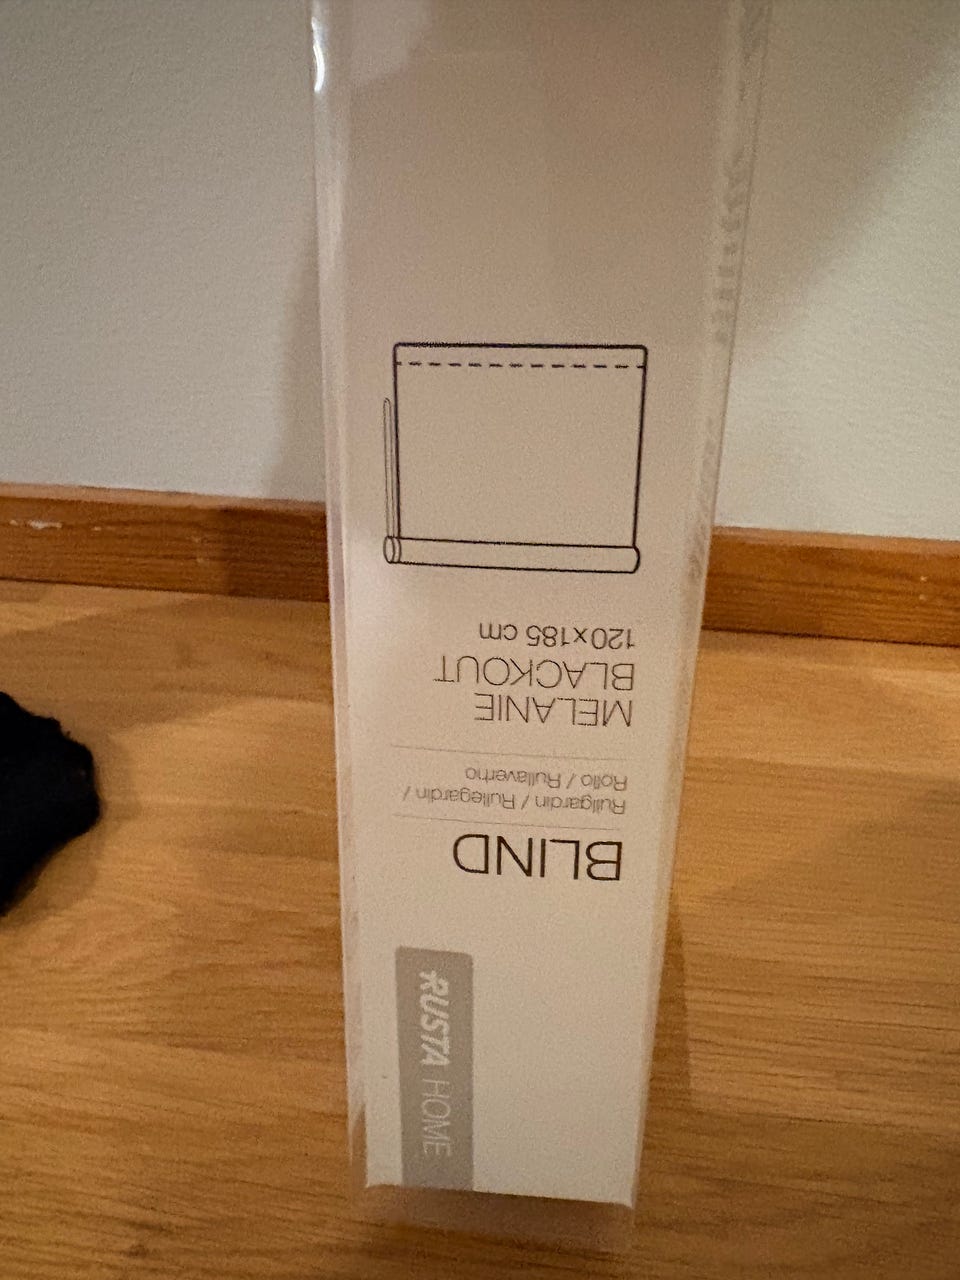 RUSTA HOME
BLIND
Rullgardin / Rullegardin /
Rollo / Rullaverho
MELANIE
BLACKOUT
120x185 cm